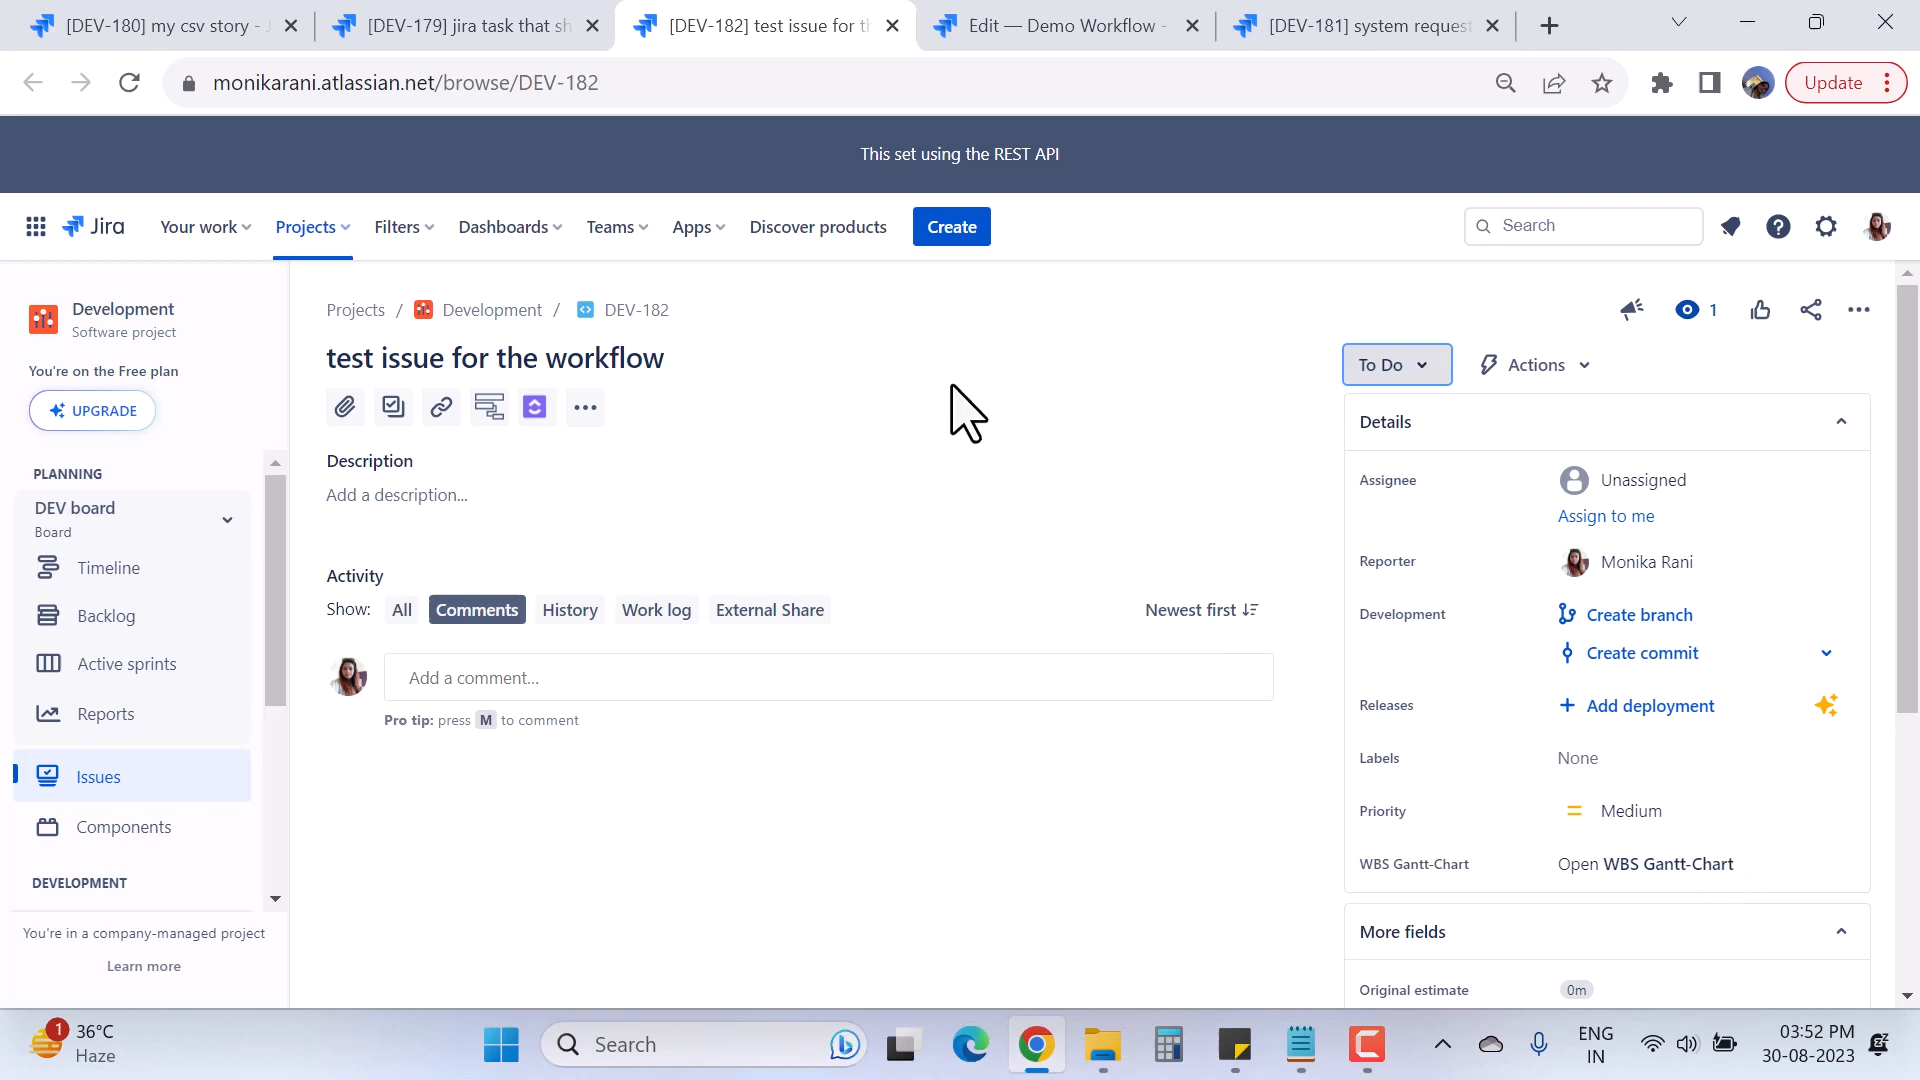 [DEV-180] my csv story - J
[DEV-179] jira task that sh
[DEV-182] test issue for th
Edit — Demo Workflow -
[DEV-181] system request
monikarani.atlassian.net/browse/DEV-182
Update
This set using the REST API
Jira
Your work
Projects
Filters
Dashboards
Teams
Apps
Discover products
Create
Search
Development
Software project
You're on the Free plan
UPGRADE
PLANNING
DEV board
Board
Timeline
Backlog
Active sprints
Reports
Issues
Components
DEVELOPMENT
You're in a company-managed project
Learn more
Projects / Development / DEV-182
1
test issue for the workflow
Description
Add a description...
Activity
Show: All Comments History Work log External Share
Newest first
Add a comment...
Pro tip: press M to comment
To Do
Actions
Details
Assignee
Unassigned
Assign to me
Reporter
Monika Rani
Development
Create branch
Create commit
Releases
Add deployment
Labels
None
Priority
Medium
WBS Gantt-Chart
Open WBS Gantt-Chart
More fields
Original estimate
0m
1
36°C
Haze
Search
ENG
IN
03:52 PM
30-08-2023